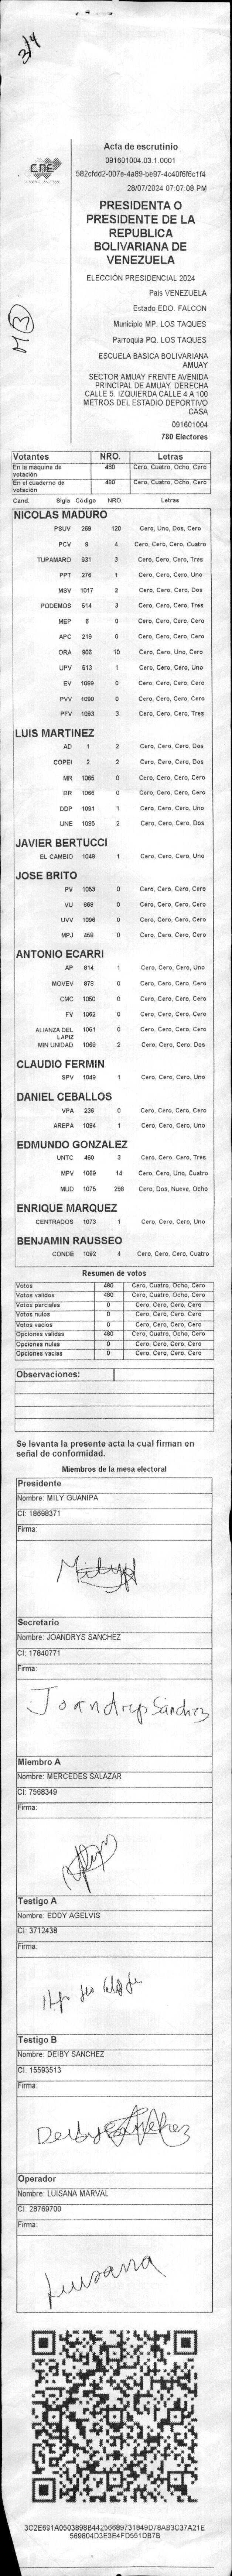 3/4
CNE
Acta de escrutinio
091601004.03.1.0001
582cfdd2-007e-4a89-be97-4c40f6f6c1f4
28/07/2024 07:07:08 PM
PRESIDENTA O
PRESIDENTE DE LA
REPUBLICA
BOLIVARIANA DE
VENEZUELA
ELECCIÓN PRESIDENCIAL 2024
Pais VENEZUELA
Estado EDO. FALCON
Municipio MP. LOS TAQUES
Parroquia PQ. LOS TAQUES
ESCUELA BASICA BOLIVARIANA
AMUAY
SECTOR AMUAY FRENTE AVENIDA
PRINCIPAL DE AMUAY. DERECHA
CALLE 5. IZQUIERDA CALLE 4 A 100
METROS DEL ESTADIO DEPORTIVO
CASA
091601004
780 Electores
Votantes NRO. Letras
En la máquina de votación 480 Cero, Cuatro, Ocho, Cero
En el cuaderno de votación 480 Cero, Cuatro, Ocho, Cero
Cand. Sigla Código NRO. Letras
NICOLAS MADURO
PSUV 269 120 Cero, Uno, Dos, Cero
PCV 9 4 Cero, Cero, Cero, Cuatro
TUPAMARO 931 3 Cero, Cero, Cero, Tres
PPT 276 1 Cero, Cero, Cero, Uno
MSV 1017 2 Cero, Cero, Cero, Dos
PODEMOS 514 3 Cero, Cero, Cero, Tres
MEP 6 0 Cero, Cero, Cero, Cero
APC 219 0 Cero, Cero, Cero, Cero
ORA 906 10 Cero, Cero, Uno, Cero
UPV 513 1 Cero, Cero, Cero, Uno
EV 1089 0 Cero, Cero, Cero, Cero
PVV 1090 0 Cero, Cero, Cero, Cero
PFV 1093 3 Cero, Cero, Cero, Tres
LUIS MARTINEZ
AD 1 2 Cero, Cero, Cero, Dos
COPEI 2 2 Cero, Cero, Cero, Dos
MR 1065 0 Cero, Cero, Cero, Cero
BR 1066 0 Cero, Cero, Cero, Cero
DDP 1091 1 Cero, Cero, Cero, Uno
UNE 1095 2 Cero, Cero, Cero, Dos
JAVIER BERTUCCI
EL CAMBIO 1048 1 Cero, Cero, Cero, Uno
JOSE BRITO
PV 1053 0 Cero, Cero, Cero, Cero
VU 868 0 Cero, Cero, Cero, Cero
UVV 1096 0 Cero, Cero, Cero, Cero
MPJ 458 0 Cero, Cero, Cero, Cero
ANTONIO ECARRI
AP 814 1 Cero, Cero, Cero, Uno
MOVEV 878 0 Cero, Cero, Cero, Cero
CMC 1050 0 Cero, Cero, Cero, Cero
FV 1062 0 Cero, Cero, Cero, Cero
ALIANZA DEL LAPIZ 1051 0 Cero, Cero, Cero, Cero
MIN UNIDAD 1068 2 Cero, Cero, Cero, Dos
CLAUDIO FERMIN
SPV 1049 1 Cero, Cero, Cero, Uno
DANIEL CEBALLOS
VPA 236 0 Cero, Cero, Cero, Cero
AREPA 1094 1 Cero, Cero, Cero, Uno
EDMUNDO GONZALEZ
UNTC 460 3 Cero, Cero, Cero, Tres
MPV 1069 14 Cero, Cero, Uno, Cuatro
MUD 1075 298 Cero, Dos, Nueve, Ocho
ENRIQUE MARQUEZ
CENTRADOS 1073 1 Cero, Cero, Cero, Uno
BENJAMIN RAUSSEO
CONDE 1092 4 Cero, Cero, Cero, Cuatro
Resumen de votos
Votos 480 Cero, Cuatro, Ocho, Cero
Votos validos 480 Cero, Cuatro, Ocho, Cero
Votos parciales 0 Cero, Cero, Cero, Cero
Votos nulos 0 Cero, Cero, Cero, Cero
Votos vacios 0 Cero, Cero, Cero, Cero
Opciones validas 480 Cero, Cuatro, Ocho, Cero
Opciones nulas 0 Cero, Cero, Cero, Cero
Opciones vacias 0 Cero, Cero, Cero, Cero
Observaciones:
Se levanta la presente acta la cual firman en
señal de conformidad.
Miembros de la mesa electoral
Presidente
Nombre: MILY GUANIPA
CI: 18698371
Firma:
Secretario
Nombre: JOANDRYS SANCHEZ
CI: 17840771
Firma:
Joandrys Sánchez
Miembro A
Nombre: MERCEDES SALAZAR
CI: 7568349
Firma:
Testigo A
Nombre: EDDY AGELVIS
CI: 3712438
Firma:
Testigo B
Nombre: DEIBY SANCHEZ
CI: 15593513
Firma:
Operador
Nombre: LUISANA MARVAL
CI: 28769700
Firma:
Luisana
3C2E691A0503898B44256689731849D78AB3C37A21E
569804D3E3E4FD551DB7B